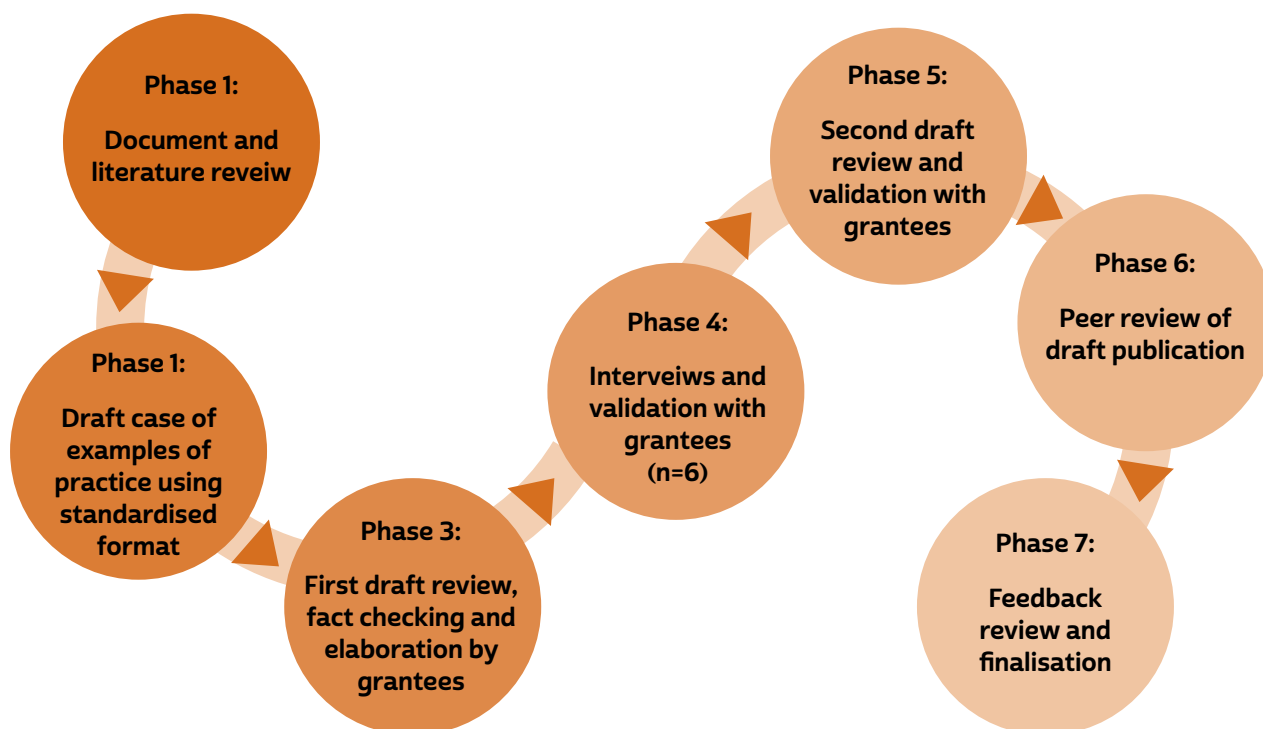 Phase 1:
Document and
literature reveiw
Phase 1:
Draft case of
examples of
practice using
standardised
format
Phase 3:
First draft review,
fact checking and
elaboration by
grantees
Phase 4:
Interveiws and
validation with
grantees
(n=6)
Phase 5:
Second draft
review and
validation with
grantees
Phase 6:
Peer review of
draft publication
Phase 7:
Feedback
review and
finalisation